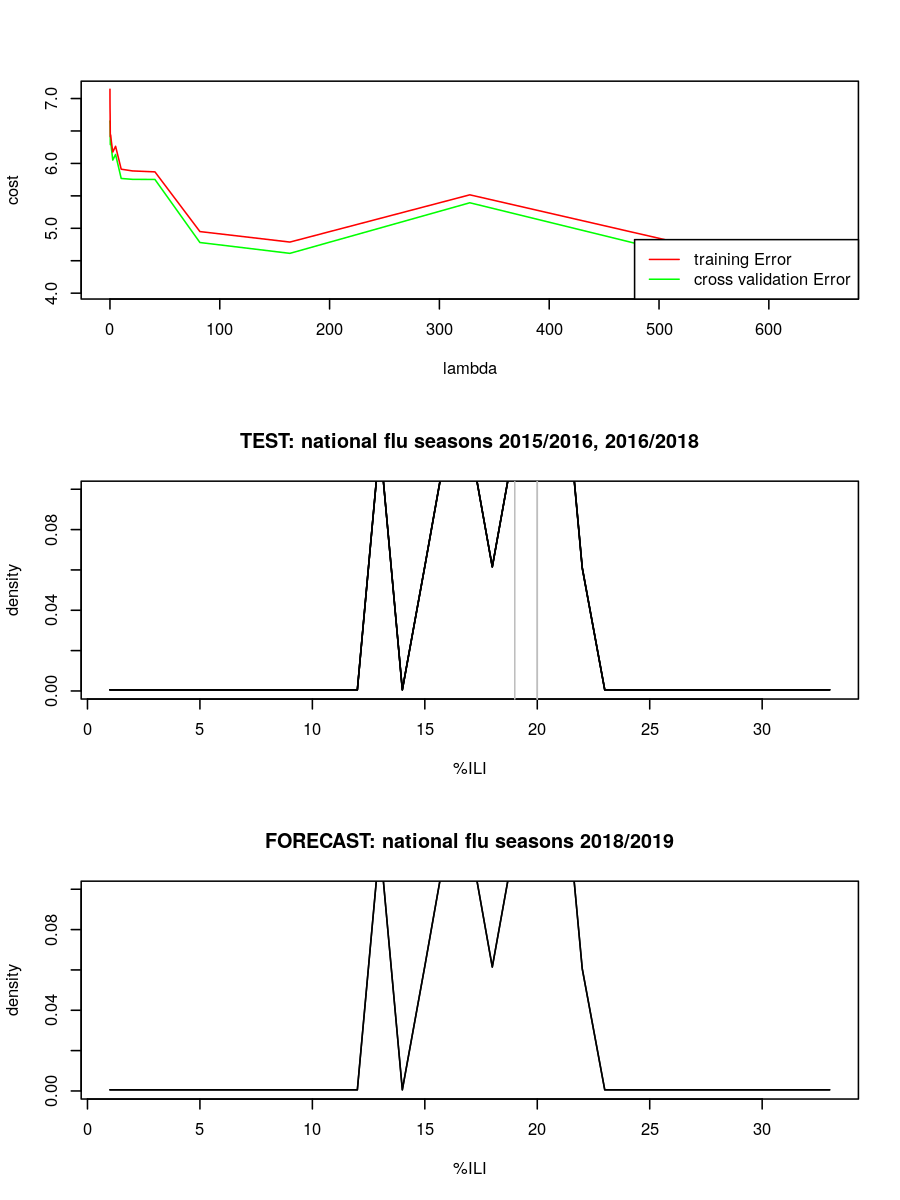 7.0
6.0
5.0
4.0
cost
0 100 200 300 400 500 600
lambda
training Error
cross validation Error
TEST: national flu seasons 2015/2016, 2016/2018
0.08
0.04
0.00
density
0 5 10 15 20 25 30
%ILI
FORECAST: national flu seasons 2018/2019
0.08
0.04
0.00
density
0 5 10 15 20 25 30
%ILI